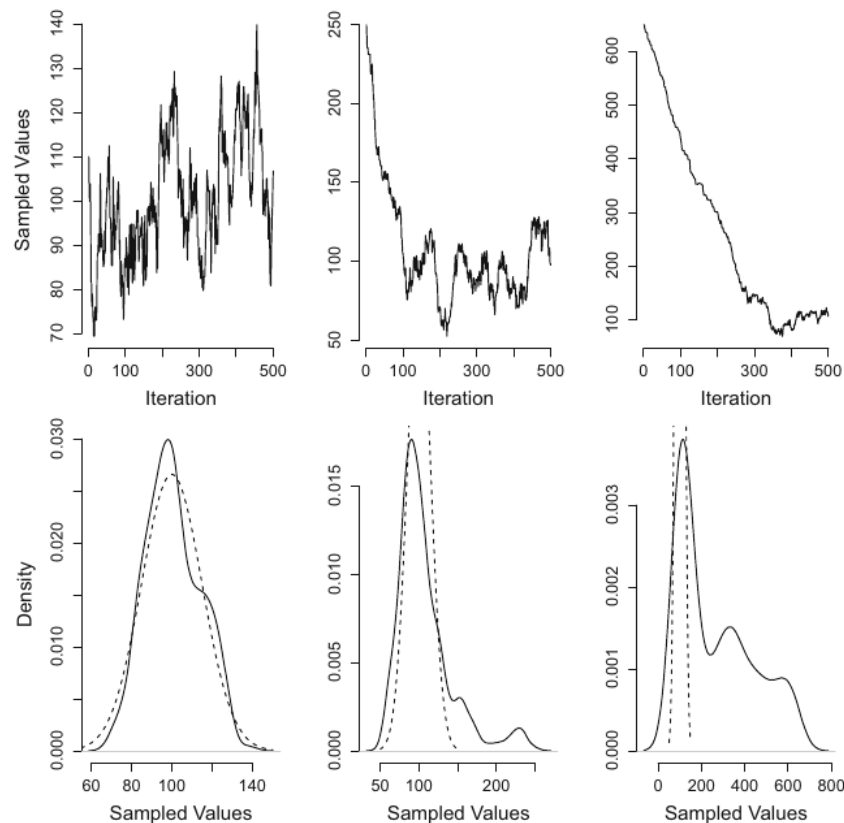 Sampled Values
70 80 90 100 110 120 130 140
0 100 300 500
Iteration
50 100 150 200 250
0 100 300 500
Iteration
100 200 300 400 500 600
0 100 300 500
Iteration
Density
0.000 0.010 0.020 0.030
60 80 100 140
Sampled Values
0.000 0.005 0.010 0.015
50 100 200
Sampled Values
0.000 0.001 0.002 0.003
0 200 400 600 800
Sampled Values